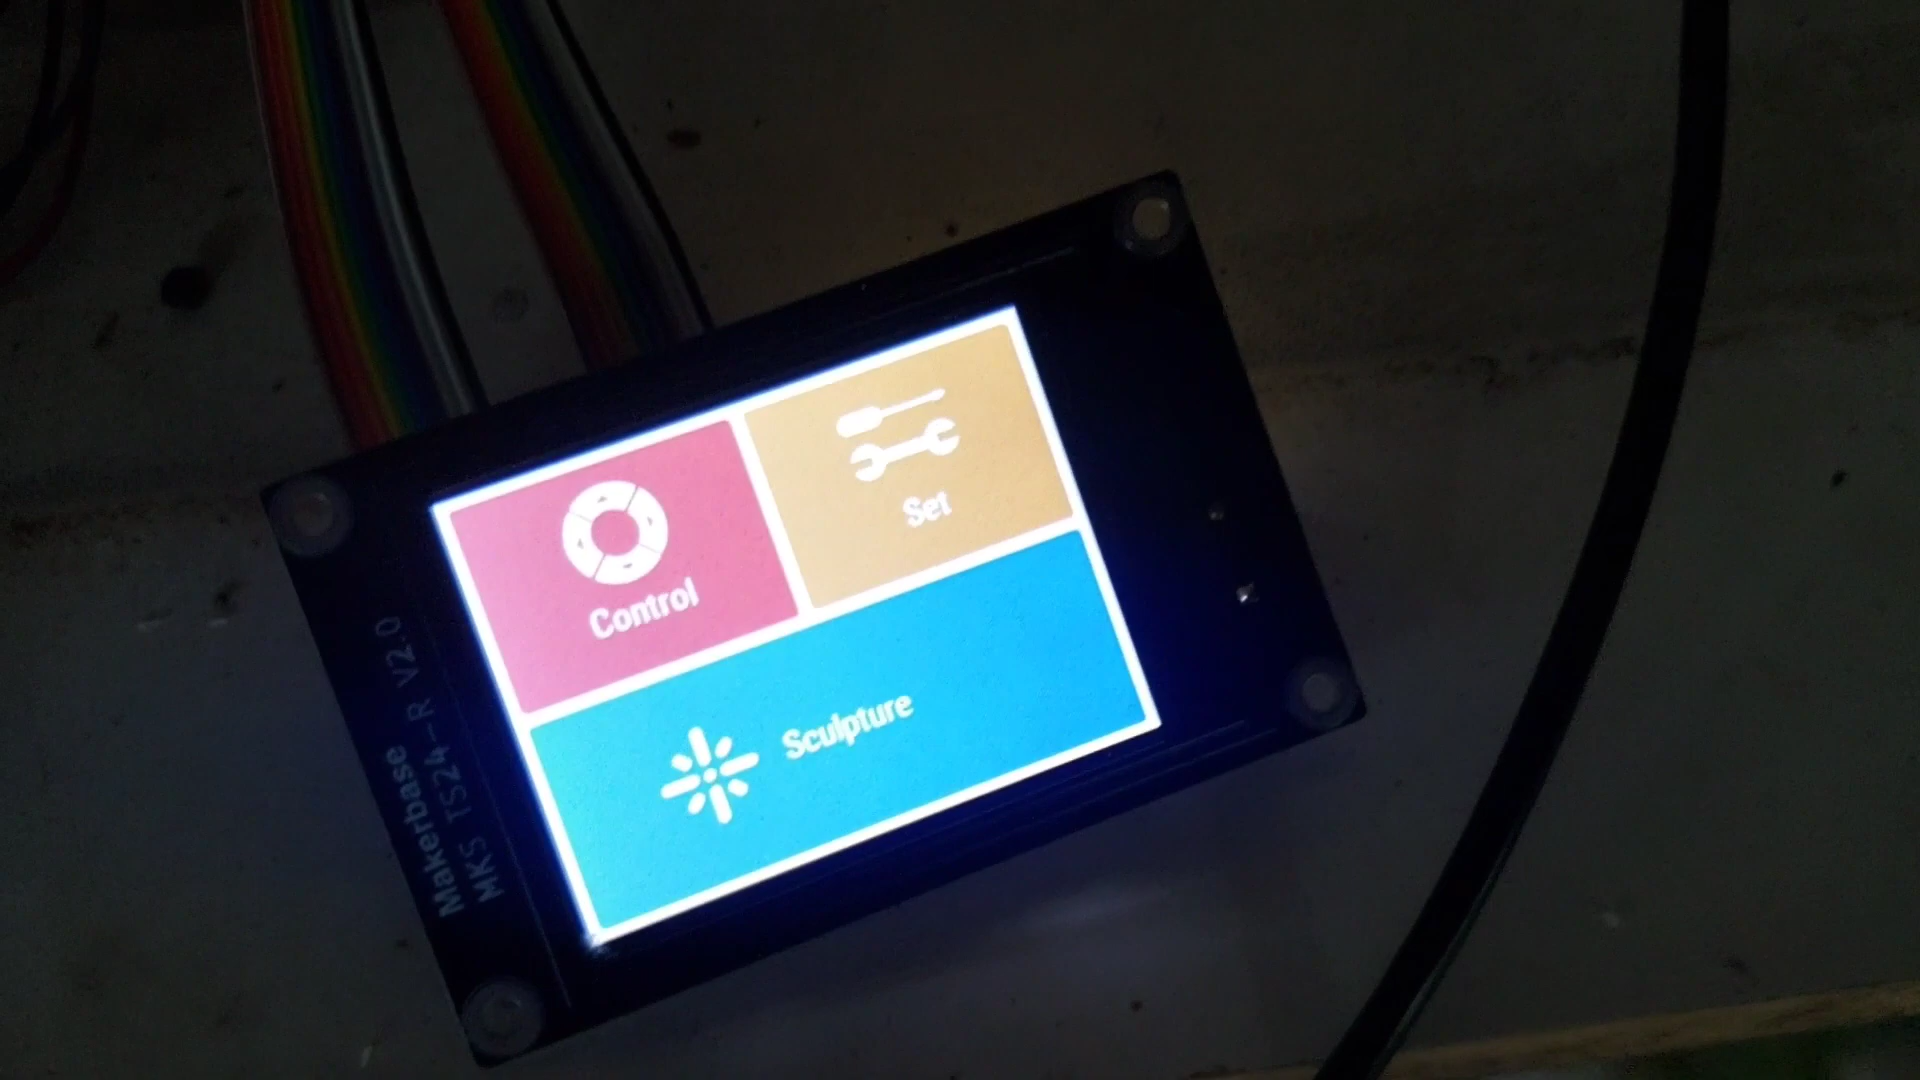 Control
Set
Sculpture
Makerbase
MKS TS24-R V2.0